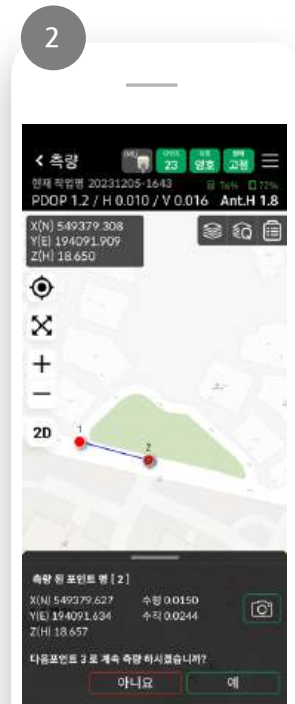 2
< 측량
23 양호 고정
현재 작업명 20231205-1643 76% 72%
PDOP 1.2 / H 0.010 / V 0.016 Ant.H 1.8
X(N) 549379.308
Y(E) 194091.909
Z(H) 18.650
2D
1
2
측량 된 포인트 명 [ 2 ]
X(N) 549379.627 수평 0.0150
Y(E) 194091.634 수직 0.0244
Z(H) 18.657
다음포인트 3 로 계속 측량 하시겠습니까?
아니요 예